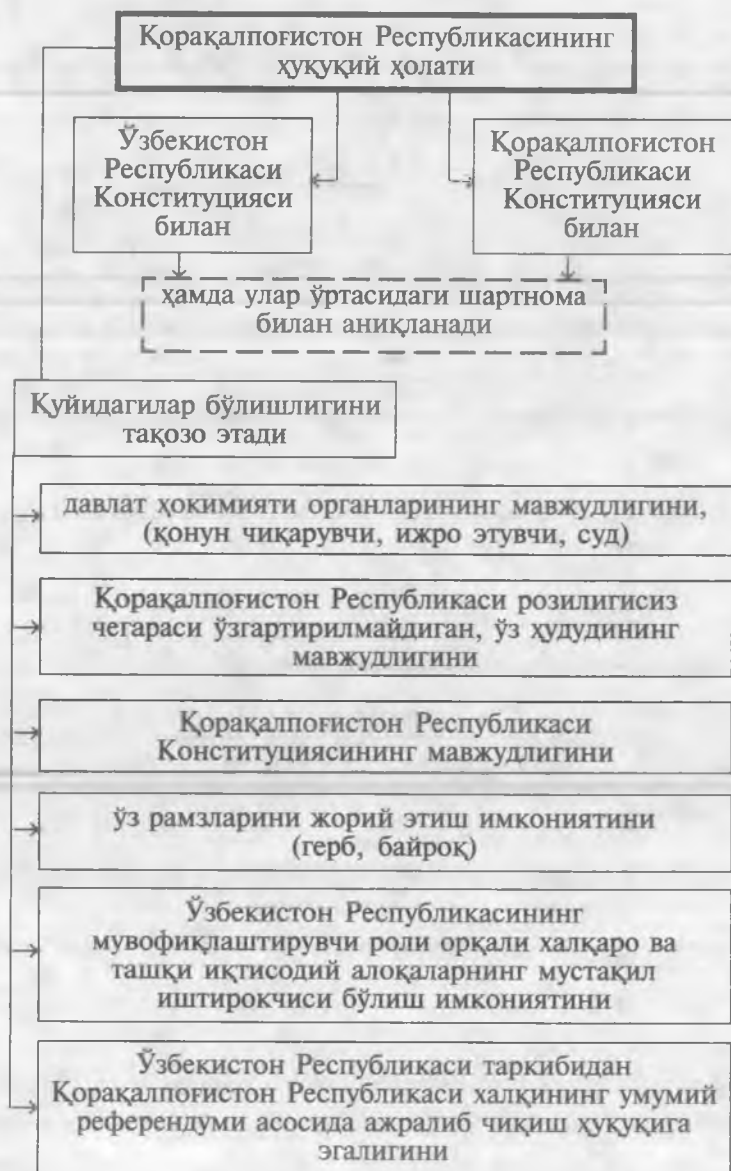 Қорақалпоғистон Республикасининг
ҳуқуқий ҳолати
Ўзбекистон
Республикаси
Конституцияси
билан
Қорақалпоғистон
Республикаси
Конституцияси
билан
ҳамда улар ўртасидаги шартнома
билан аниқланади
Қуйидагилар бўлишлигини
тақозо этади
давлат ҳокимияти органларининг мавжудлигини,
(қонун чиқарувчи, ижро этувчи, суд)
Қорақалпоғистон Республикаси розилигисиз
чегараси ўзгартирилмайдиган, ўз ҳудудининг
мавжудлигини
Қорақалпоғистон Республикаси
Конституциясининг мавжудлигини
ўз рамзларини жорий этиш имкониятини
(герб, байроқ)
Ўзбекистон Республикасининг
мувофиқлаштирувчи роли орқали халқаро ва
ташқи иқтисодий алоқаларнинг мустақил
иштирокчиси бўлиш имкониятини
Ўзбекистон Республикаси таркибидан
Қорақалпоғистон Республикаси халқининг умумий
референдуми асосида ажралиб чиқиш ҳуқуқига
эгалигини